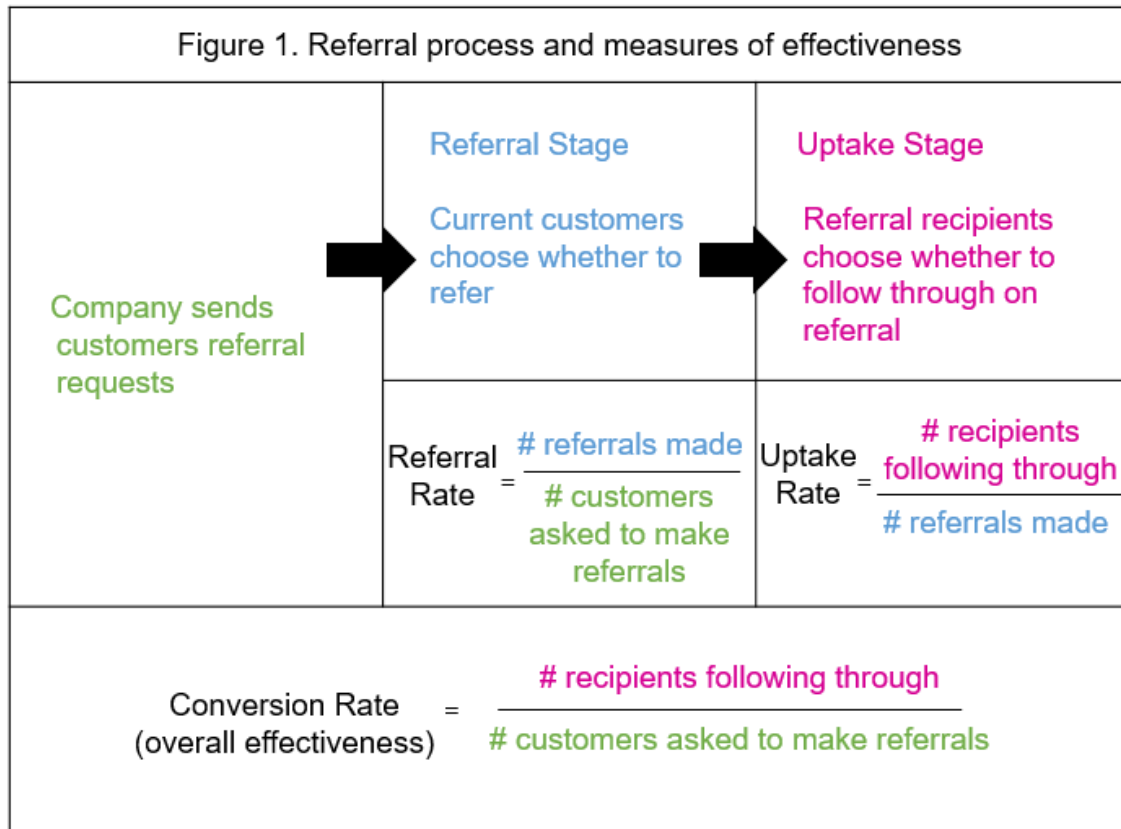 Figure 1. Referral process and measures of effectiveness
Company sends
customers referral
requests
Referral Stage
Current customers
choose whether to
refer
Uptake Stage
Referral recipients
choose whether to
follow through on
referral
Referral
Rate
=
# referrals made
# customers
asked to make
referrals
Uptake
Rate
=
# recipients
following through
# referrals made
Conversion Rate
(overall effectiveness)
=
# recipients following through
# customers asked to make referrals